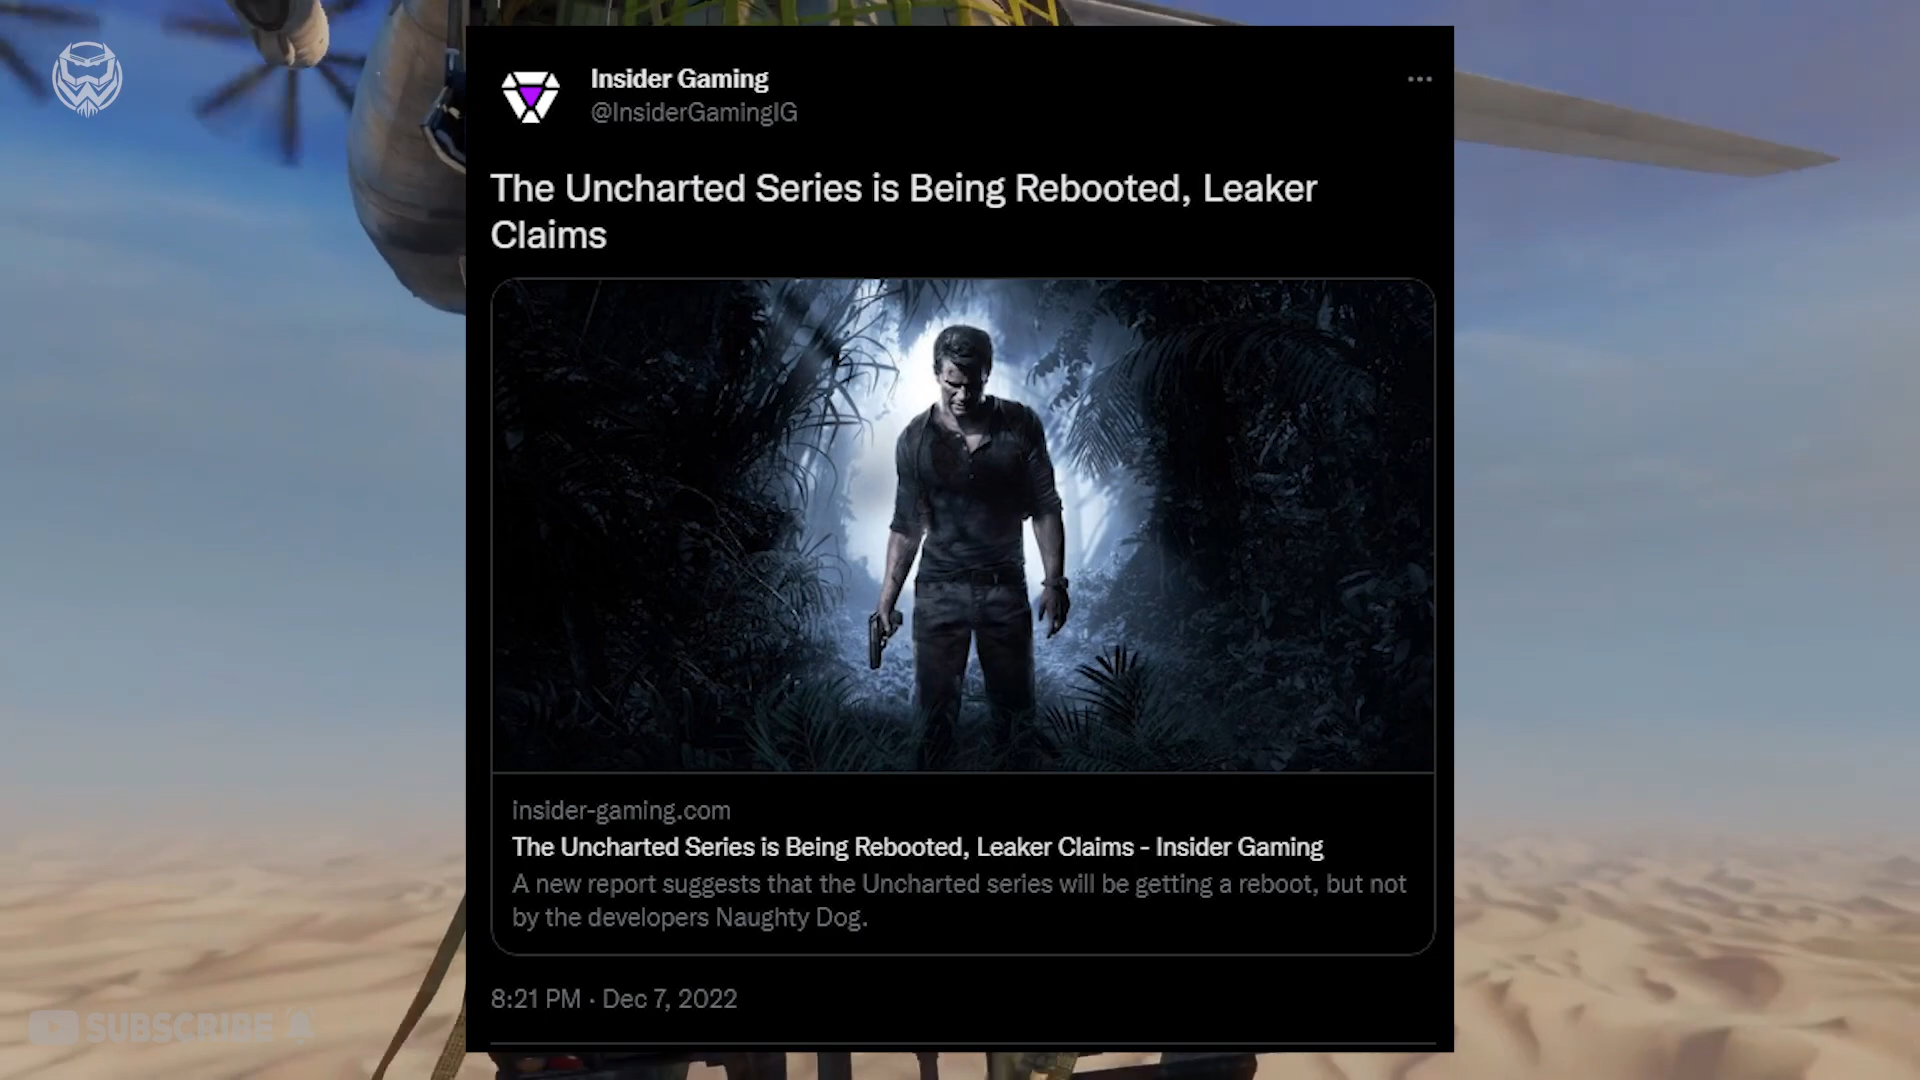 Insider Gaming
@InsiderGamingIG
The Uncharted Series is Being Rebooted, Leaker
Claims
insider-gaming.com
The Uncharted Series is Being Rebooted, Leaker Claims - Insider Gaming
A new report suggests that the Uncharted series will be getting a reboot, but not
by the developers Naughty Dog.
8:21 PM · Dec 7, 2022
SUBSCRIBE